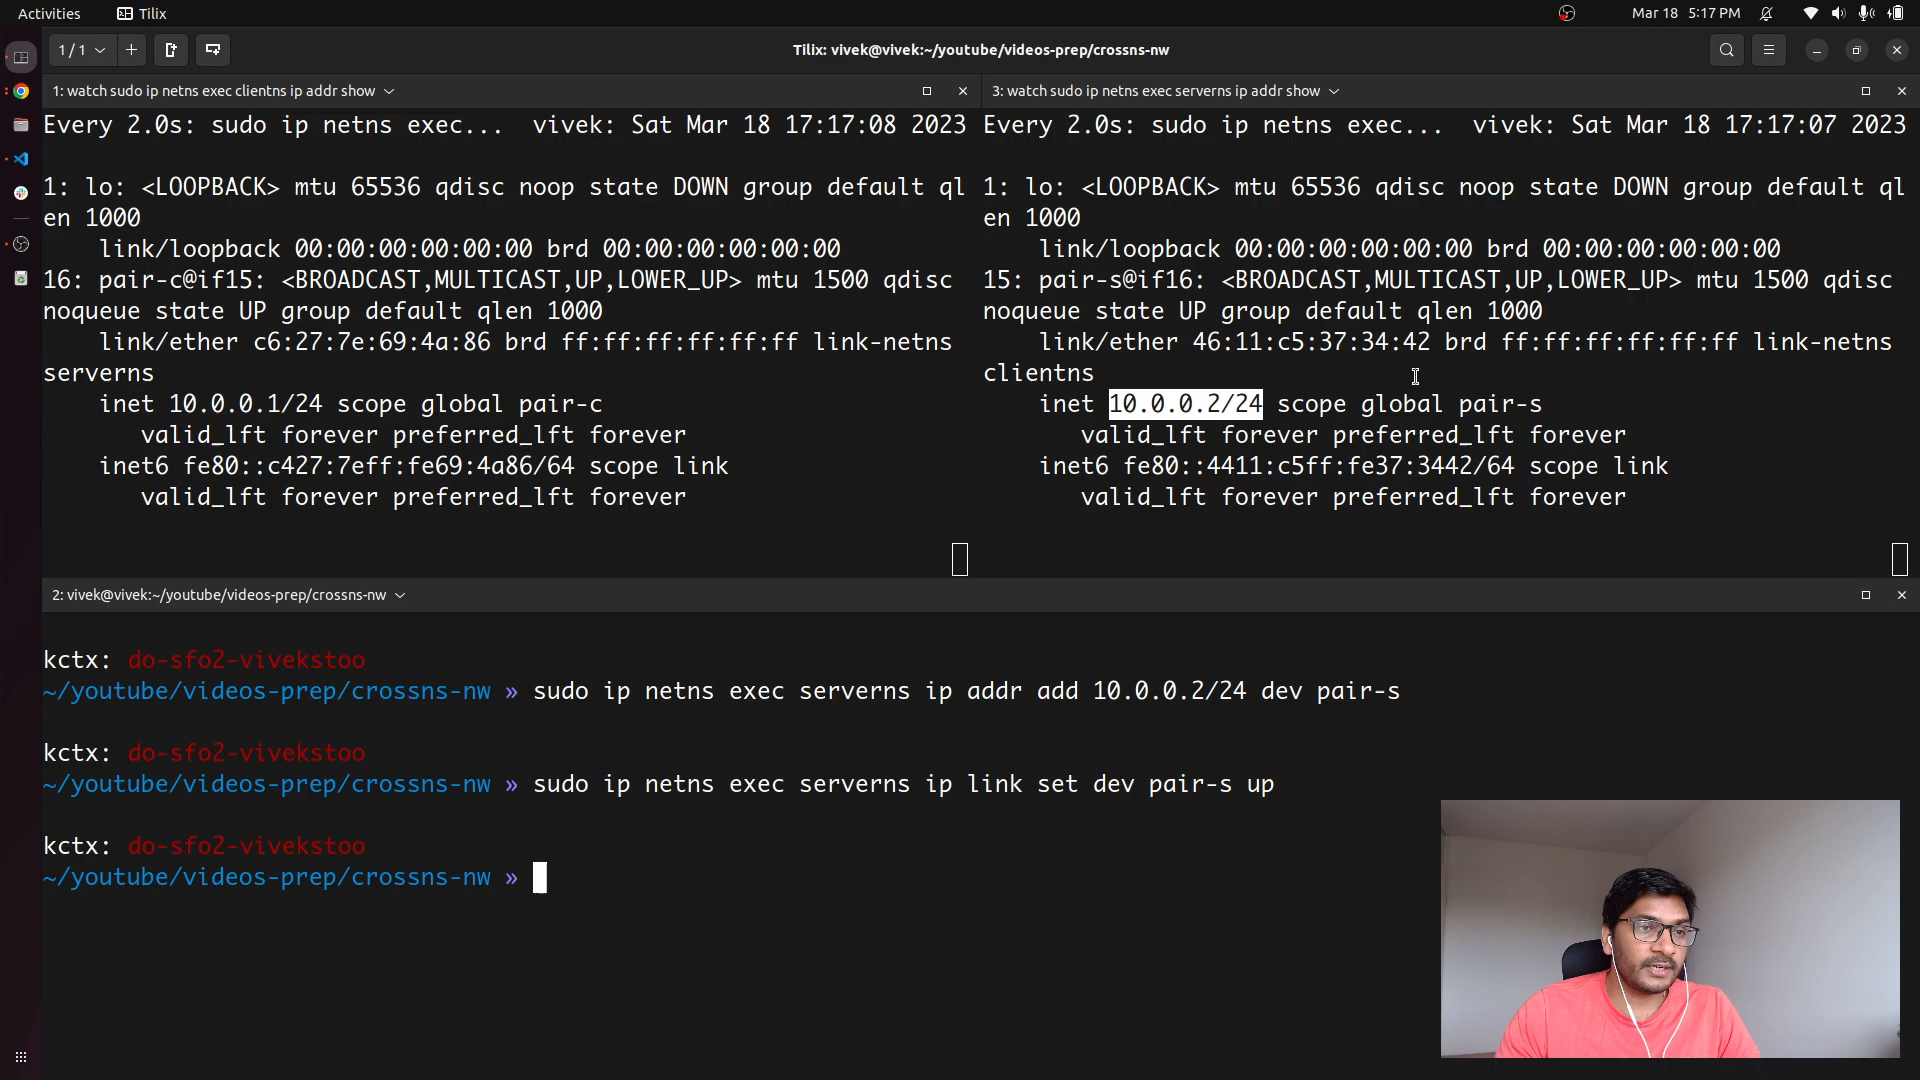 Activities
Tilix
Mar 18 5:17 PM
1 / 1
Tilix: vivek@vivek:~/youtube/videos-prep/crossns-nw
1: watch sudo ip netns exec clientns ip addr show
Every 2.0s: sudo ip netns exec... vivek: Sat Mar 18 17:17:08 2023
1: lo: <LOOPBACK> mtu 65536 qdisc noop state DOWN group default ql
en 1000
link/loopback 00:00:00:00:00:00 brd 00:00:00:00:00:00
16: pair-c@if15: <BROADCAST,MULTICAST,UP,LOWER_UP> mtu 1500 qdisc
noqueue state UP group default qlen 1000
link/ether c6:27:7e:69:4a:86 brd ff:ff:ff:ff:ff:ff link-netns
serverns
inet 10.0.0.1/24 scope global pair-c
valid_lft forever preferred_lft forever
inet6 fe80::c427:7eff:fe69:4a86/64 scope link
valid_lft forever preferred_lft forever
3: watch sudo ip netns exec serverns ip addr show
Every 2.0s: sudo ip netns exec... vivek: Sat Mar 18 17:17:07 2023
1: lo: <LOOPBACK> mtu 65536 qdisc noop state DOWN group default ql
en 1000
link/loopback 00:00:00:00:00:00 brd 00:00:00:00:00:00
15: pair-s@if16: <BROADCAST,MULTICAST,UP,LOWER_UP> mtu 1500 qdisc
noqueue state UP group default qlen 1000
link/ether 46:11:c5:37:34:42 brd ff:ff:ff:ff:ff:ff link-netns
clientns
inet 10.0.0.2/24 scope global pair-s
valid_lft forever preferred_lft forever
inet6 fe80::4411:c5ff:fe37:3442/64 scope link
valid_lft forever preferred_lft forever
2: vivek@vivek:~/youtube/videos-prep/crossns-nw
kctx: do-sfo2-vivekstoo
~/youtube/videos-prep/crossns-nw » sudo ip netns exec serverns ip addr add 10.0.0.2/24 dev pair-s
kctx: do-sfo2-vivekstoo
~/youtube/videos-prep/crossns-nw » sudo ip netns exec serverns ip link set dev pair-s up
kctx: do-sfo2-vivekstoo
~/youtube/videos-prep/crossns-nw »